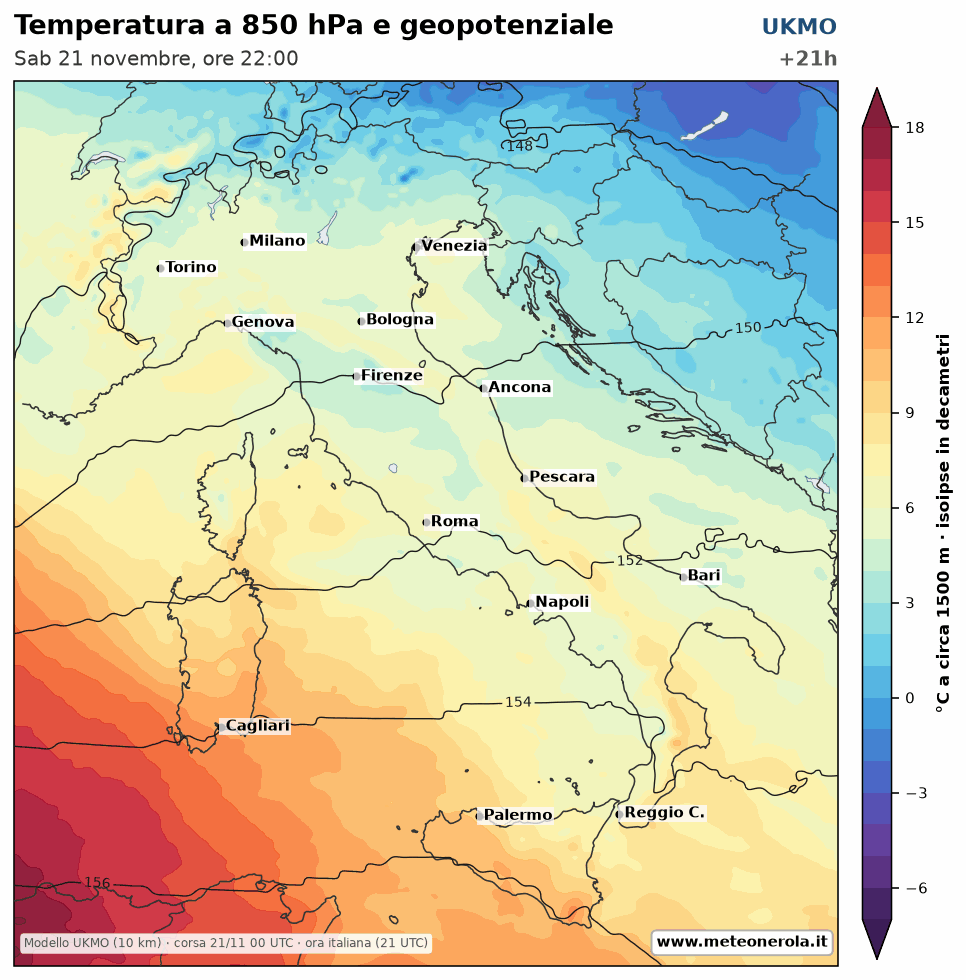 Temperatura a 850 hPa e geopotenziale
UKMO
Sab 21 novembre, ore 22:00
+21h
148
Milano
Venezia
Torino
Genova
Bologna
150
Firenze
Ancona
Pescara
Roma
152
Bari
Napoli
154
Cagliari
Palermo
Reggio C.
156
Modello UKMO (10 km) · corsa 21/11 00 UTC · ora italiana (21 UTC)
www.meteonerola.it
18
15
12
9
6
3
0
−3
−6
°C a circa 1500 m · isoipse in decametri